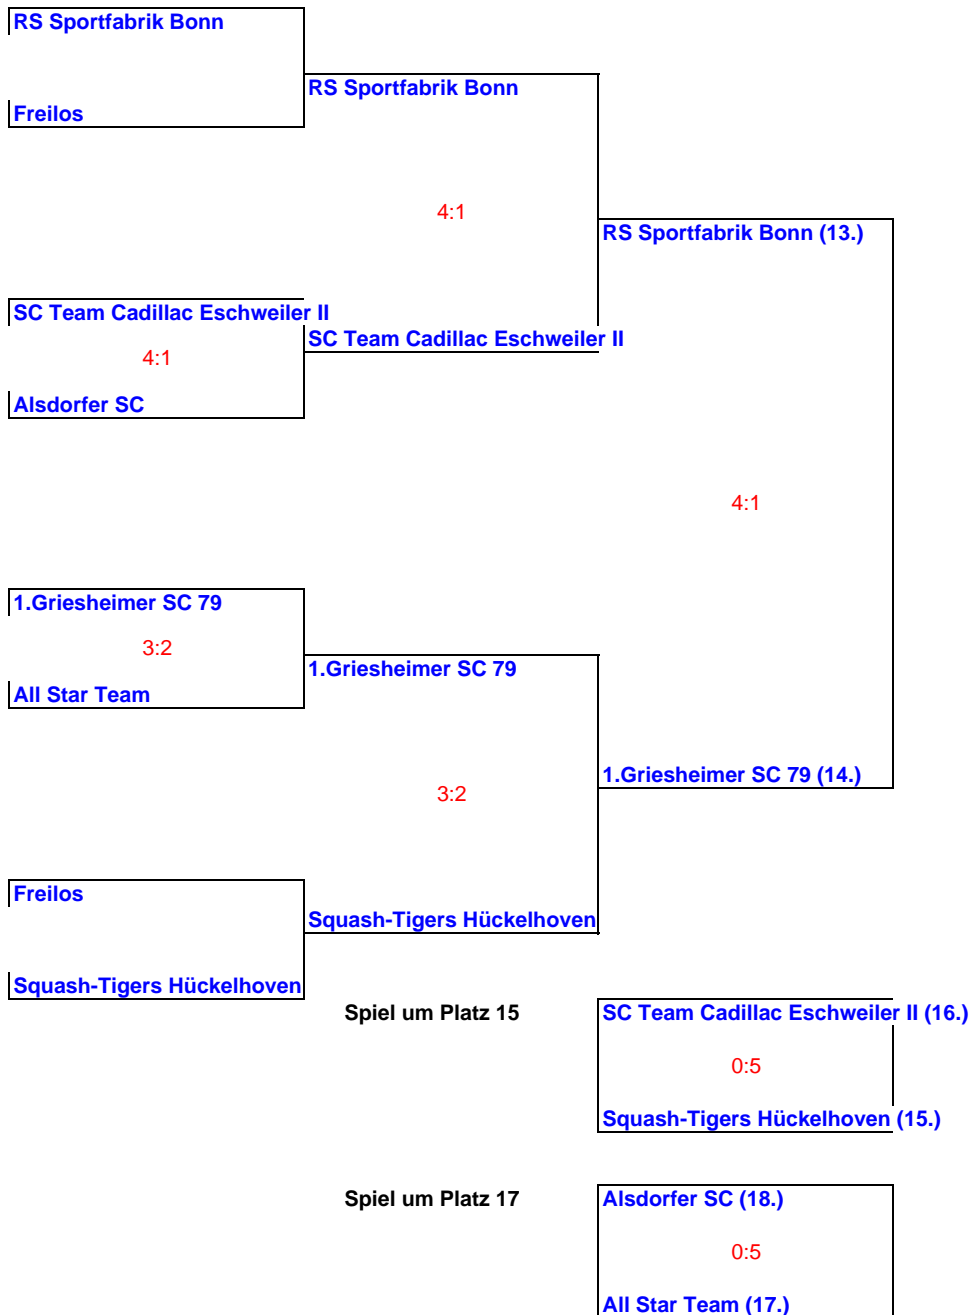 RS Sportfabrik Bonn
RS Sportfabrik Bonn
Freilos
4:1
RS Sportfabrik Bonn (13.)
SC Team Cadillac Eschweiler II
SC Team Cadillac Eschweiler II
4:1
Alsdorfer SC
4:1
1.Griesheimer SC 79
3:2
1.Griesheimer SC 79
All Star Team
1.Griesheimer SC 79 (14.)
3:2
Freilos
Squash-Tigers Hückelhoven
Squash-Tigers Hückelhoven
Spiel um Platz 15
SC Team Cadillac Eschweiler II (16.)
0:5
Squash-Tigers Hückelhoven (15.)
Spiel um Platz 17
Alsdorfer SC (18.)
0:5
All Star Team (17.)